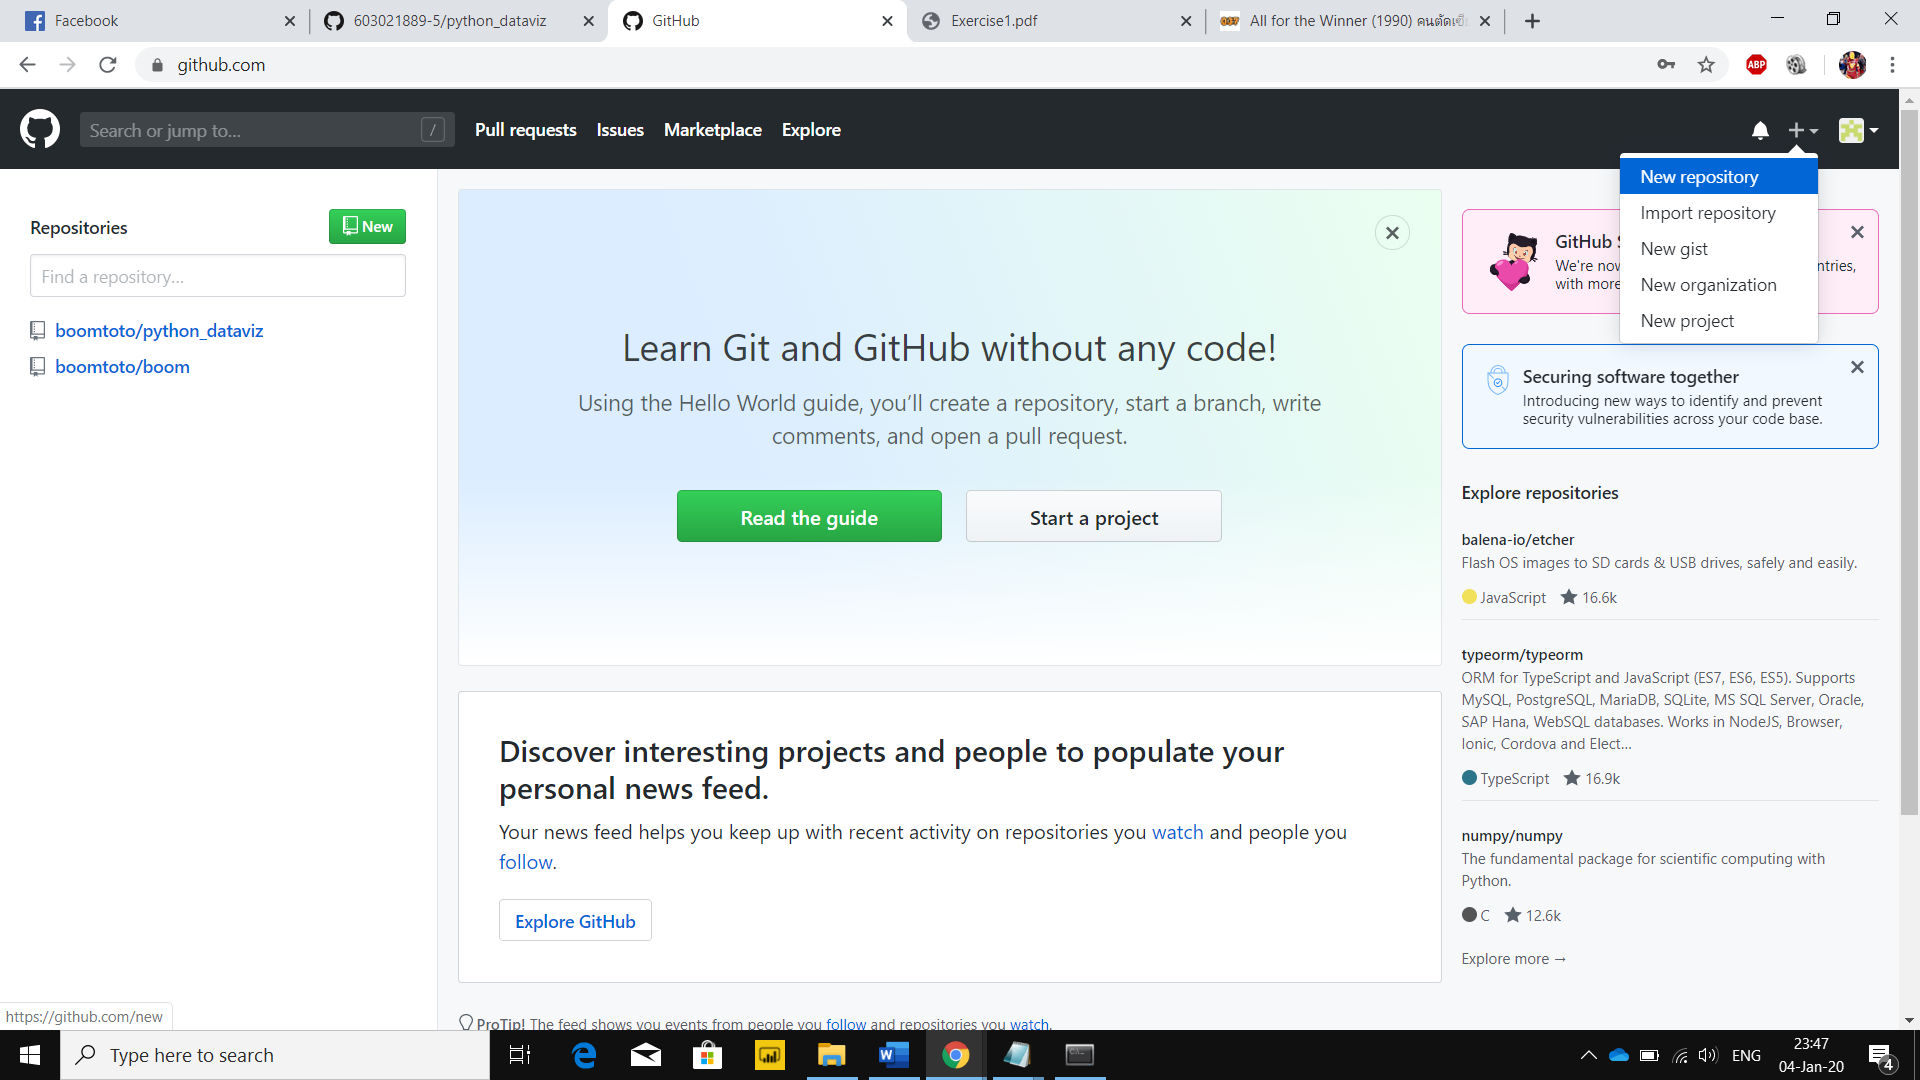 Facebook
603021889-5/python_dataviz
GitHub
Exercise1.pdf
All for the Winner (1990) คนตัดเซี
github.com
ABP
Search or jump to...
/
Pull requests
Issues
Marketplace
Explore
New repository
Import repository
New gist
New organization
New project
Repositories
New
Find a repository...
boomtoto/python_dataviz
boomtoto/boom
Learn Git and GitHub without any code!
Using the Hello World guide, you’ll create a repository, start a branch, write
comments, and open a pull request.
Read the guide
Start a project
Discover interesting projects and people to populate your
personal news feed.
Your news feed helps you keep up with recent activity on repositories you watch and people you
follow.
Explore GitHub
ProTip! The feed shows you events from people you follow and repositories you watch.
GitHub S
We're now
ntries,
with more
Securing software together
Introducing new ways to identify and prevent
security vulnerabilities across your code base.
Explore repositories
balena-io/etcher
Flash OS images to SD cards & USB drives, safely and easily.
JavaScript 16.6k
typeorm/typeorm
ORM for TypeScript and JavaScript (ES7, ES6, ES5). Supports
MySQL, PostgreSQL, MariaDB, SQLite, MS SQL Server, Oracle,
SAP Hana, WebSQL databases. Works in NodeJS, Browser,
Ionic, Cordova and Elect...
TypeScript 16.9k
numpy/numpy
The fundamental package for scientific computing with
Python.
C 12.6k
Explore more →
https://github.com/new
Type here to search
ENG
23:47
04-Jan-20
4